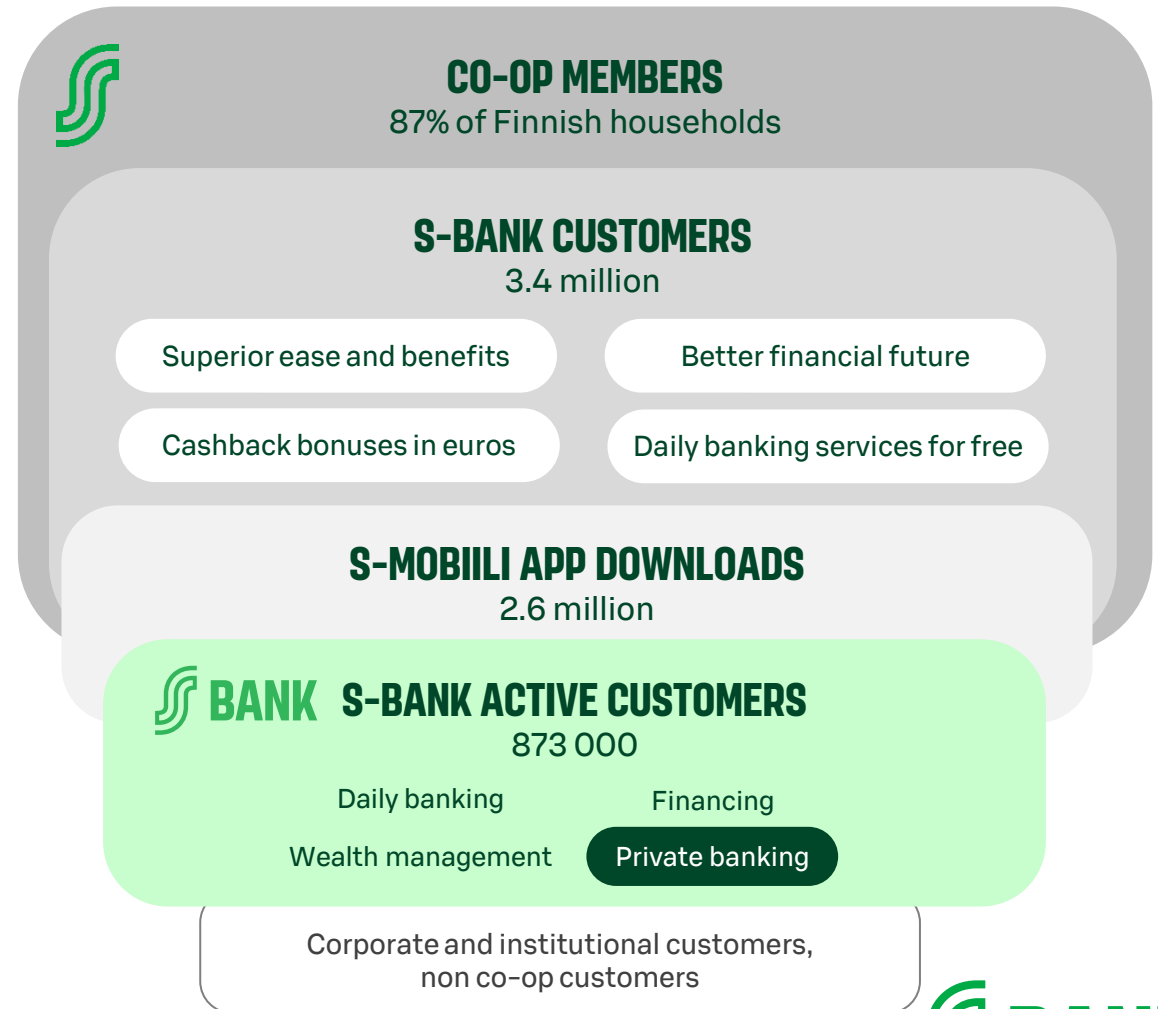 CO-OP MEMBERS
87% of Finnish households
S-BANK CUSTOMERS
3.4 million
Superior ease and benefits
Better financial future
Cashback bonuses in euros
Daily banking services for free
S-MOBIILI APP DOWNLOADS
2.6 million
BANK
S-BANK ACTIVE CUSTOMERS
873 000
Daily banking
Financing
Wealth management
Private banking
Corporate and institutional customers,
non co-op customers